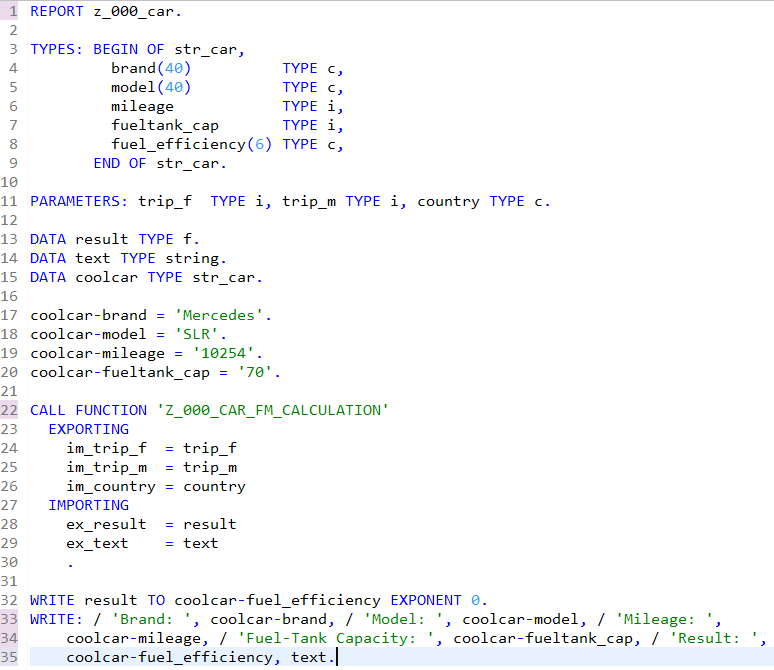 1 REPORT z_000_car.
2
3 TYPES: BEGIN OF str_car,
4          brand(40)          TYPE c,
5          model(40)          TYPE c,
6          mileage            TYPE i,
7          fueltank_cap       TYPE i,
8          fuel_efficiency(6) TYPE c,
9        END OF str_car.
10
11 PARAMETERS: trip_f  TYPE i, trip_m TYPE i, country TYPE c.
12
13 DATA result TYPE f.
14 DATA text TYPE string.
15 DATA coolcar TYPE str_car.
16
17 coolcar-brand = 'Mercedes'.
18 coolcar-model = 'SLR'.
19 coolcar-mileage = '10254'.
20 coolcar-fueltank_cap = '70'.
21
22 CALL FUNCTION 'Z_000_CAR_FM_CALCULATION'
23   EXPORTING
24     im_trip_f  = trip_f
25     im_trip_m  = trip_m
26     im_country = country
27   IMPORTING
28     ex_result  = result
29     ex_text    = text
30     .
31
32 WRITE result TO coolcar-fuel_efficiency EXPONENT 0.
33 WRITE: / 'Brand: ', coolcar-brand, / 'Model: ', coolcar-model, / 'Mileage: ',
34     coolcar-mileage, / 'Fuel-Tank Capacity: ', coolcar-fueltank_cap, / 'Result: ',
35     coolcar-fuel_efficiency, text.